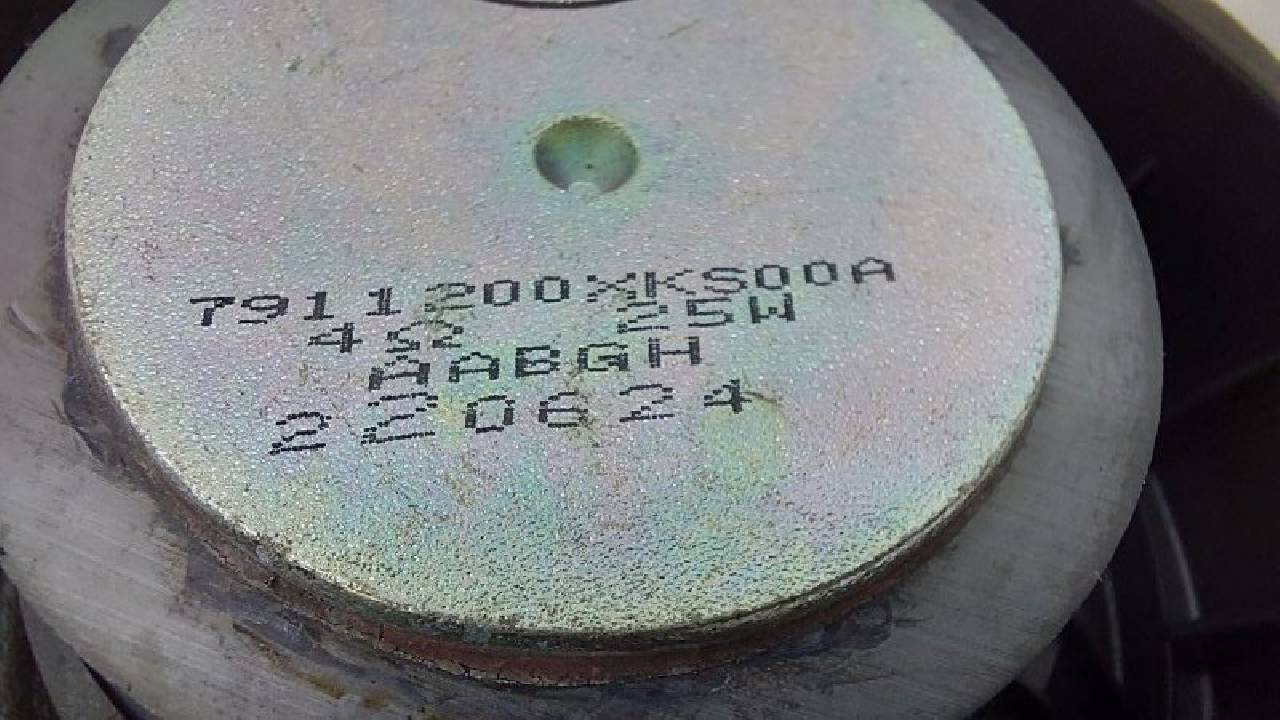 7911200XKS00A
4Ω 25W
AABGH
220624